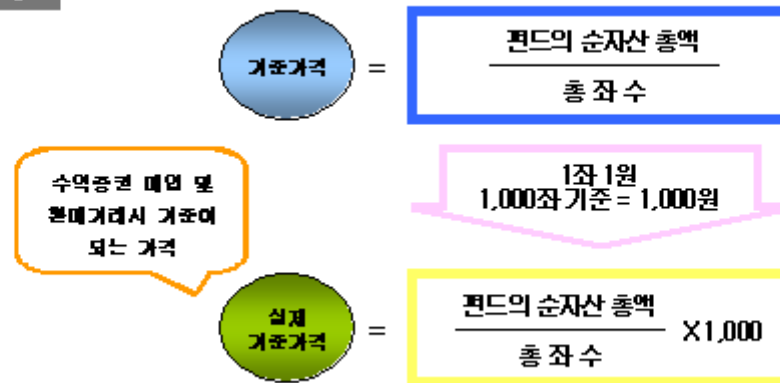 기준가격
=
펀드의 순자산 총액
총 좌 수
수익증권 매입 및
환매거래시 기준이
되는 가격
1좌 1원
1,000좌 기준 = 1,000원
실제
기준가격
=
펀드의 순자산 총액
총 좌 수
X1,000